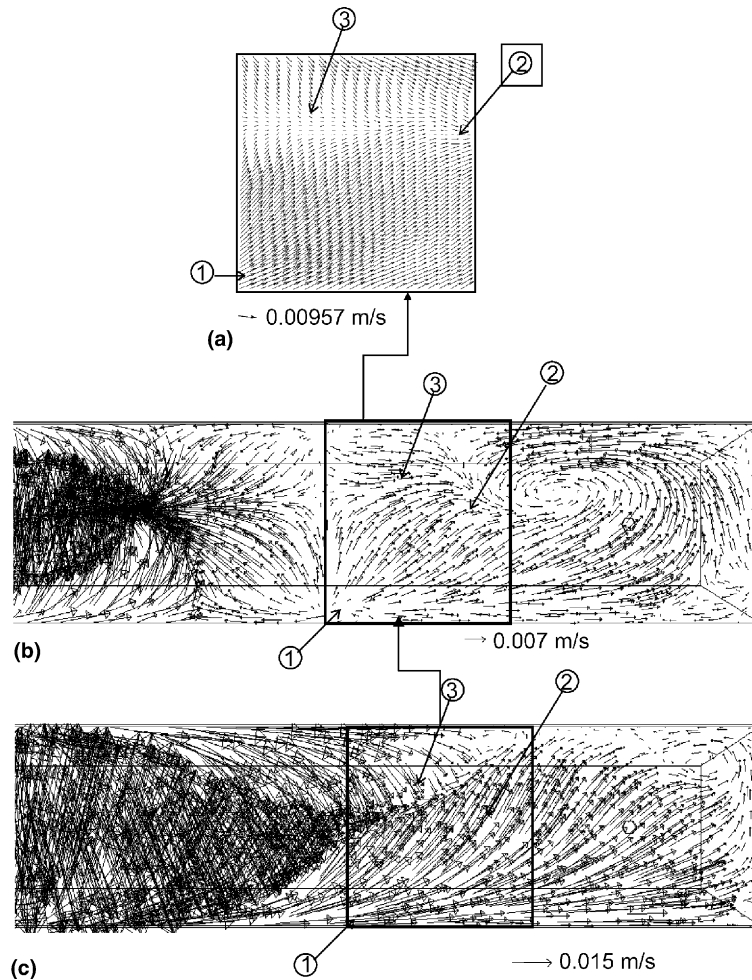 ③
②
①
0.00957 m/s
(a)
③
②
①
0.007 m/s
(b)
③
②
①
0.015 m/s
(c)